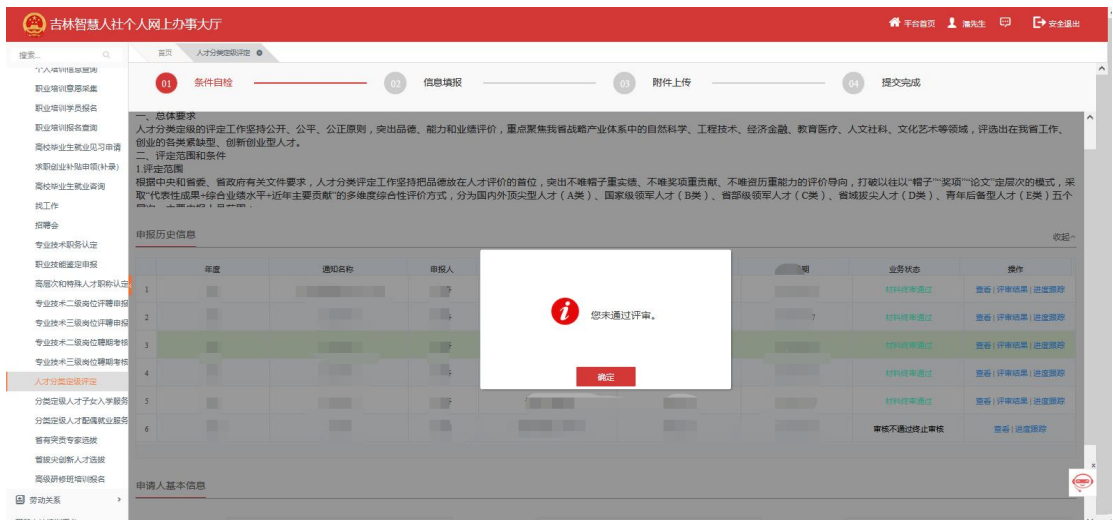 吉林智慧人社个人网上办事大厅
平台首页
安全退出
搜索...
首页
人才分类定级评定
01 条件自检
02 信息填报
03 附件上传
04 提交完成
个人培训信息查询
职业培训意愿采集
职业培训学员报名
职业培训报名查询
高校毕业生就业见习申请
求职创业补贴申领(补录)
高校毕业生就业咨询
找工作
招聘会
专业技术职务认定
职业技能鉴定申报
高层次和特殊人才职称认定
专业技术二级岗位评聘申报
专业技术三级岗位评聘申报
专业技术二级岗位聘期考核
专业技术三级岗位聘期考核
人才分类定级评定
分类定级人才子女入学服务
分类定级人才配偶就业服务
省有突贡专家选拔
省拔尖创新人才选拔
高级研修班培训报名
劳动关系
一、总体要求
人才分类定级的评定工作坚持公开、公平、公正原则，突出品德、能力和业绩评价，重点聚焦我省战略产业体系中的自然科学、工程技术、经济金融、教育医疗、人文社科、文化艺术等领域，评选出在我省工作、
创业的各类紧缺型、创新创业型人才。
二、评定范围和条件
1.评定范围
根据中央和省委、省政府有关文件要求，人才分类评定工作坚持把品德放在人才评价的首位，突出不唯帽子重实绩、不唯奖项重贡献、不唯资历重能力的评价导向，打破以往以"帽子""奖项""论文"定层次的模式，采
取"代表性成果+综合业绩水平+近年主要贡献"的多维度综合性评价方式，分为国内外顶尖型人才（A类）、国家级领军人才（B类）、省部级领军人才（C类）、省域拔尖人才（D类）、青年后备型人才（E类）五个
申报历史信息
收起
年度 通知名称 申报人 期 业务状态 操作
1 材料终审通过 查看 | 评审结果 | 进度跟踪
2 材料终审通过 查看 | 评审结果 | 进度跟踪
3 材料终审通过 查看 | 评审结果 | 进度跟踪
4 材料终审通过 查看 | 评审结果 | 进度跟踪
5 材料终审通过 查看 | 评审结果 | 进度跟踪
6 审核不通过终止审核 查看 | 进度跟踪
您未通过评审。
确定
申请人基本信息